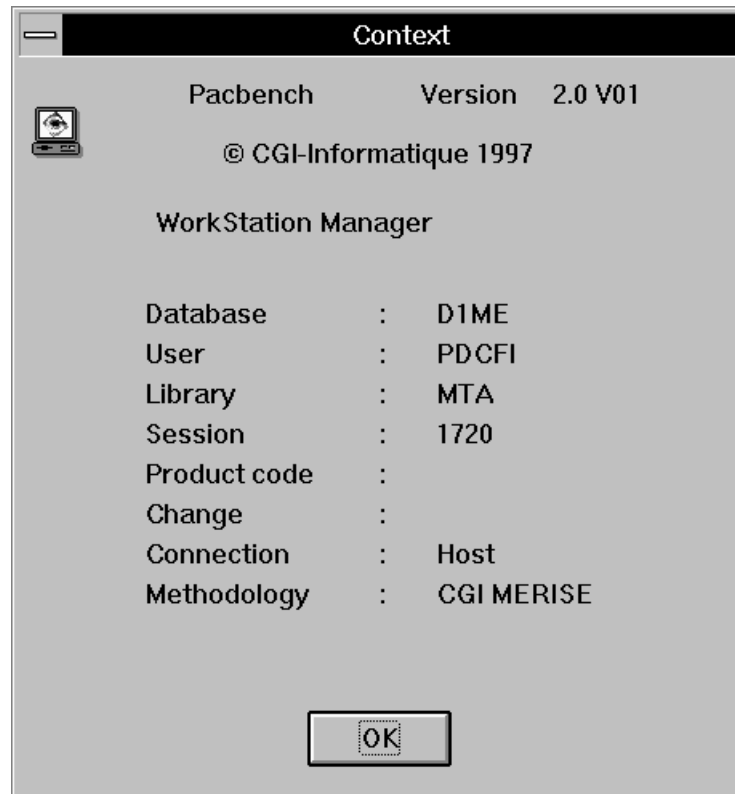 Context
Pacbench Version 2.0 V01
© CGI-Informatique 1997
WorkStation Manager
Database : D1ME
User : PDCFI
Library : MTA
Session : 1720
Product code :
Change :
Connection : Host
Methodology : CGI MERISE
OK